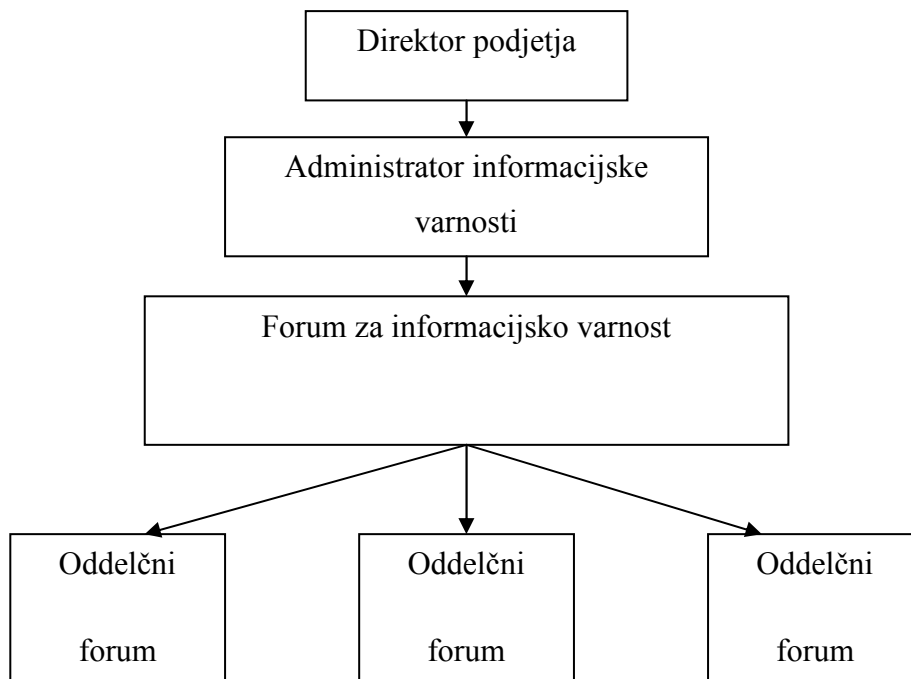 Direktor podjetja
Administrator informacijske
varnosti
Forum za informacijsko varnost
Oddelčni
forum
Oddelčni
forum
Oddelčni
forum